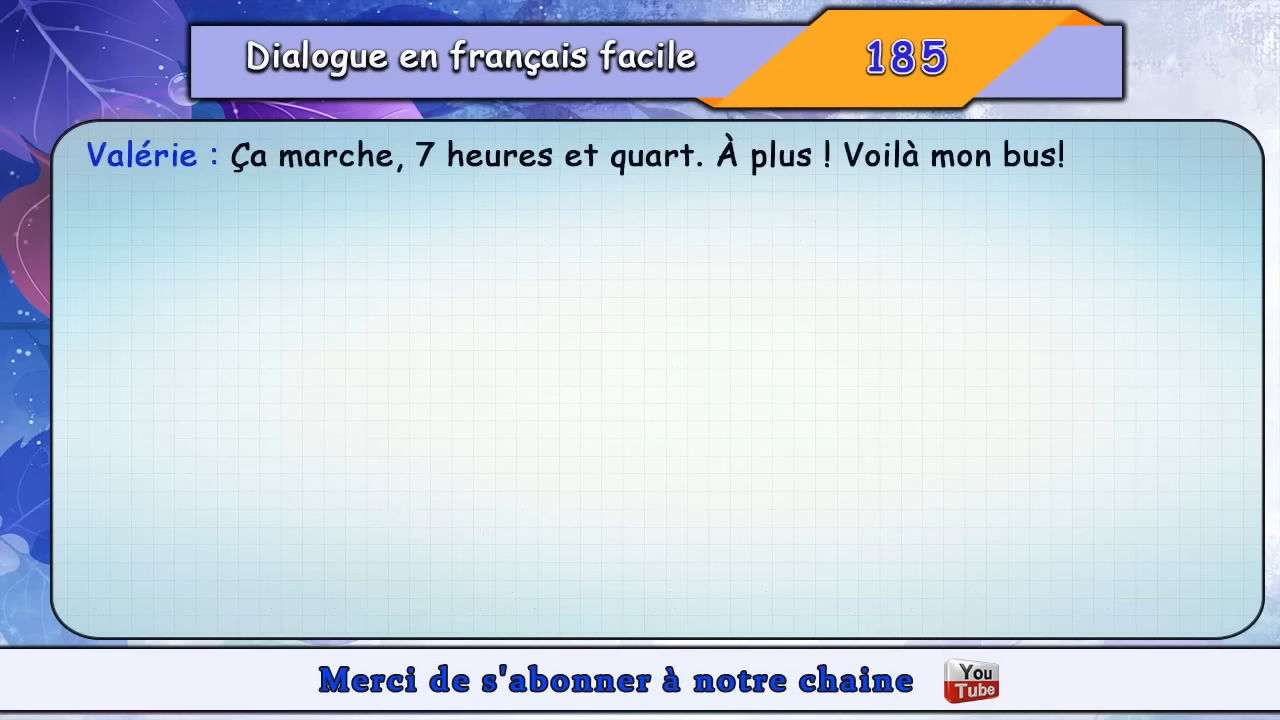 Dialogue en français facile
185
Valérie : Ça marche, 7 heures et quart. À plus ! Voilà mon bus!
Merci de s'abonner à notre chaine
You
Tube